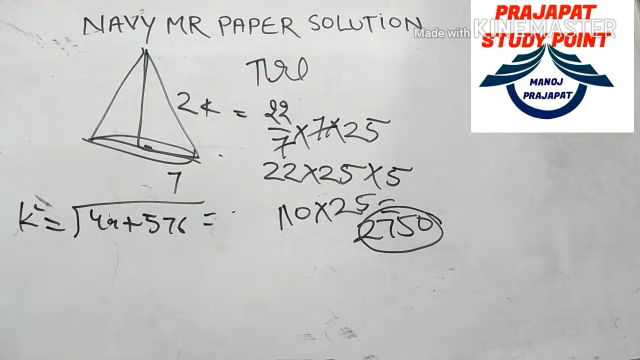 NAVY MR PAPER SOLUTION
Made with KINEMASTER
PRAJAPAT
STUDY POINT
MANOJ
PRAJAPAT
πrl
24 = 22/7 × 7 × 25
7
22×25×5
K² = √49+576 =
110×25=
2750